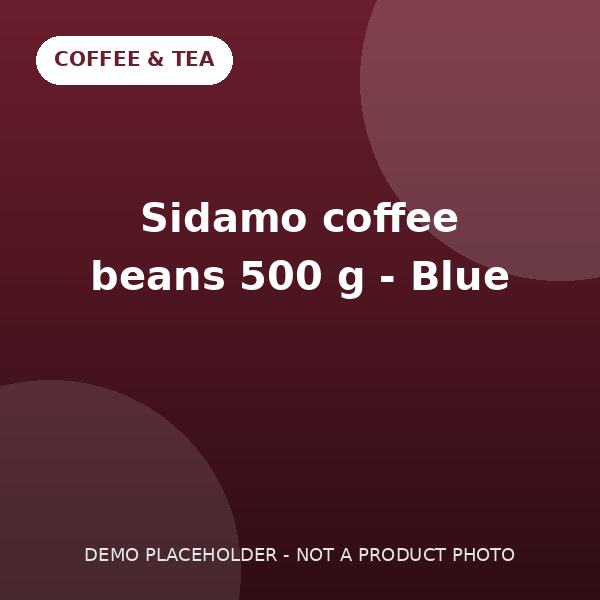 COFFEE & TEA
Sidamo coffee
beans 500 g - Blue
DEMO PLACEHOLDER - NOT A PRODUCT PHOTO